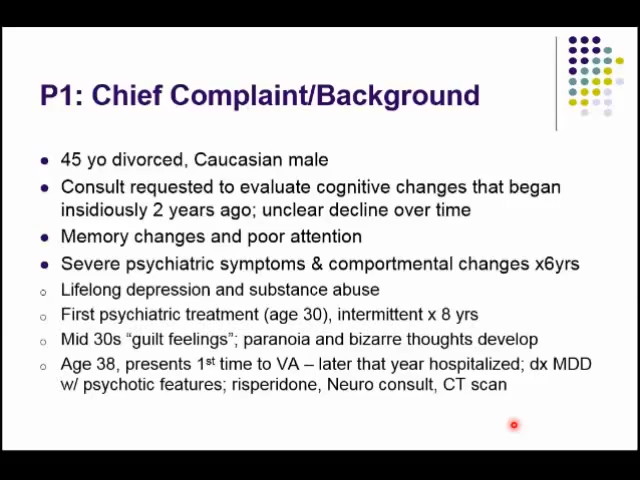 P1: Chief Complaint/Background
● 45 yo divorced, Caucasian male
● Consult requested to evaluate cognitive changes that began
insidiously 2 years ago; unclear decline over time
● Memory changes and poor attention
● Severe psychiatric symptoms & comportmental changes x6yrs
○ Lifelong depression and substance abuse
○ First psychiatric treatment (age 30), intermittent x 8 yrs
○ Mid 30s “guilt feelings”; paranoia and bizarre thoughts develop
○ Age 38, presents 1st time to VA – later that year hospitalized; dx MDD
w/ psychotic features; risperidone, Neuro consult, CT scan